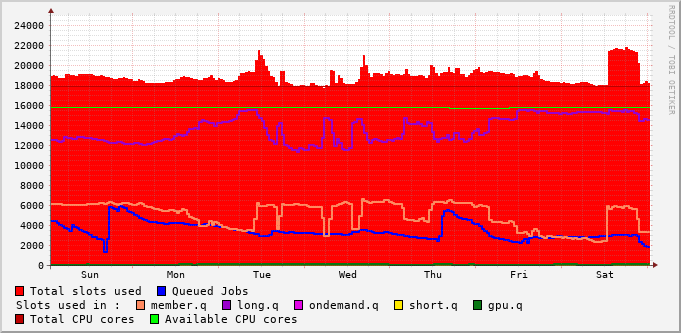 24000
22000
20000
18000
16000
14000
12000
10000
8000
6000
4000
2000
0
Sun Mon Tue Wed Thu Fri Sat
Total slots used Queued Jobs
Slots used in : member.q long.q ondemand.q short.q gpu.q
Total CPU cores Available CPU cores
RRDTOOL / TOBI OETIKER